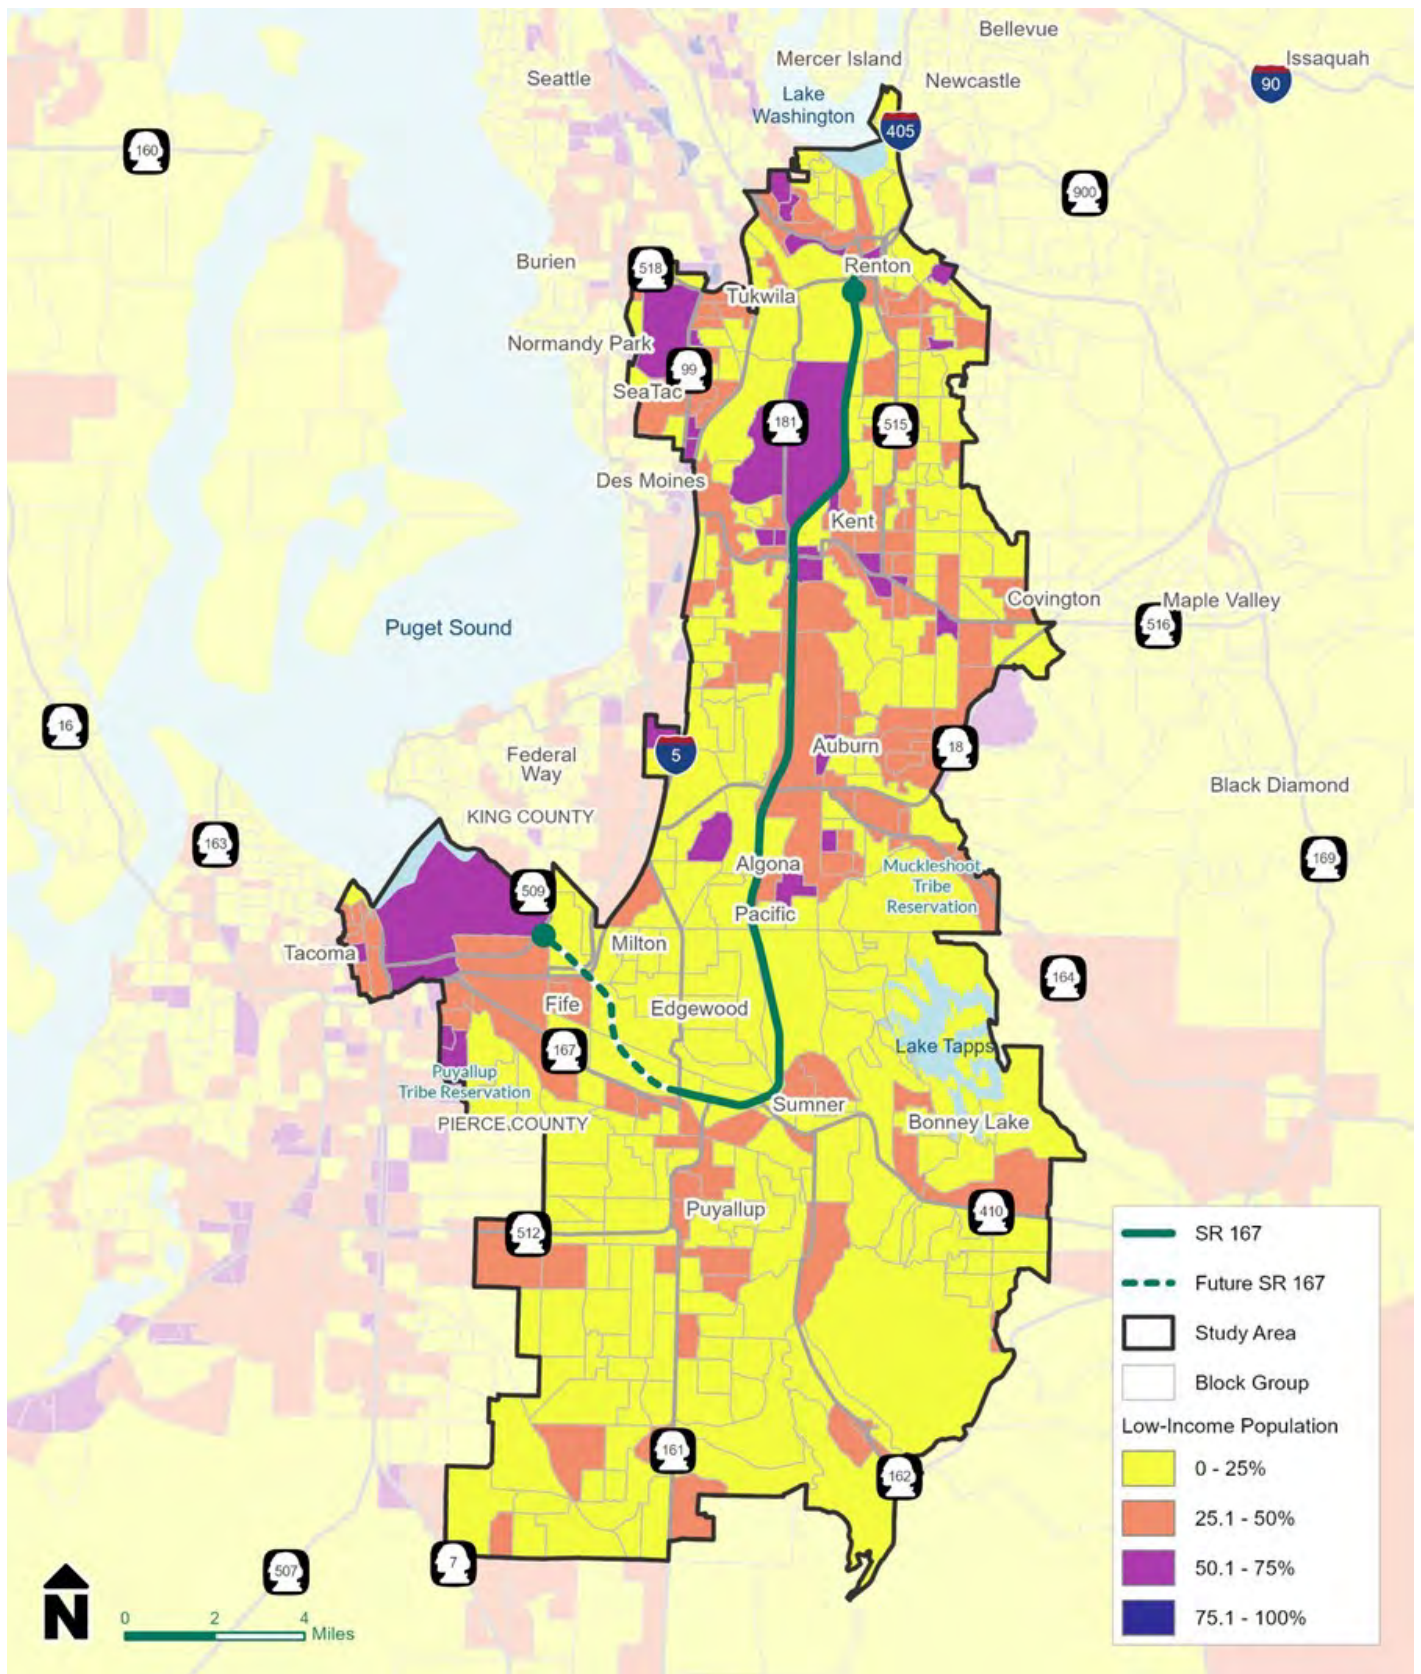 Bellevue
Mercer Island
Issaquah
Seattle
Newcastle
90
Lake
Washington
405
160
900
Burien
518
Renton
Tukwila
Normandy Park
99
SeaTac
181
515
Des Moines
Kent
Covington
Maple Valley
516
Puget Sound
16
Federal
Way
5
Auburn
18
Black Diamond
KING COUNTY
163
169
Algona
Muckleshoot
Tribe
Reservation
509
Pacific
Tacoma
Milton
164
Fife
Edgewood
167
Lake Tapps
Puyallup
Tribe Reservation
Sumner
PIERCE COUNTY
Bonney Lake
Puyallup
410
512
161
162
7
507
SR 167
Future SR 167
Study Area
Block Group
Low-Income Population
0 - 25%
25.1 - 50%
50.1 - 75%
75.1 - 100%
N
0 2 4
Miles